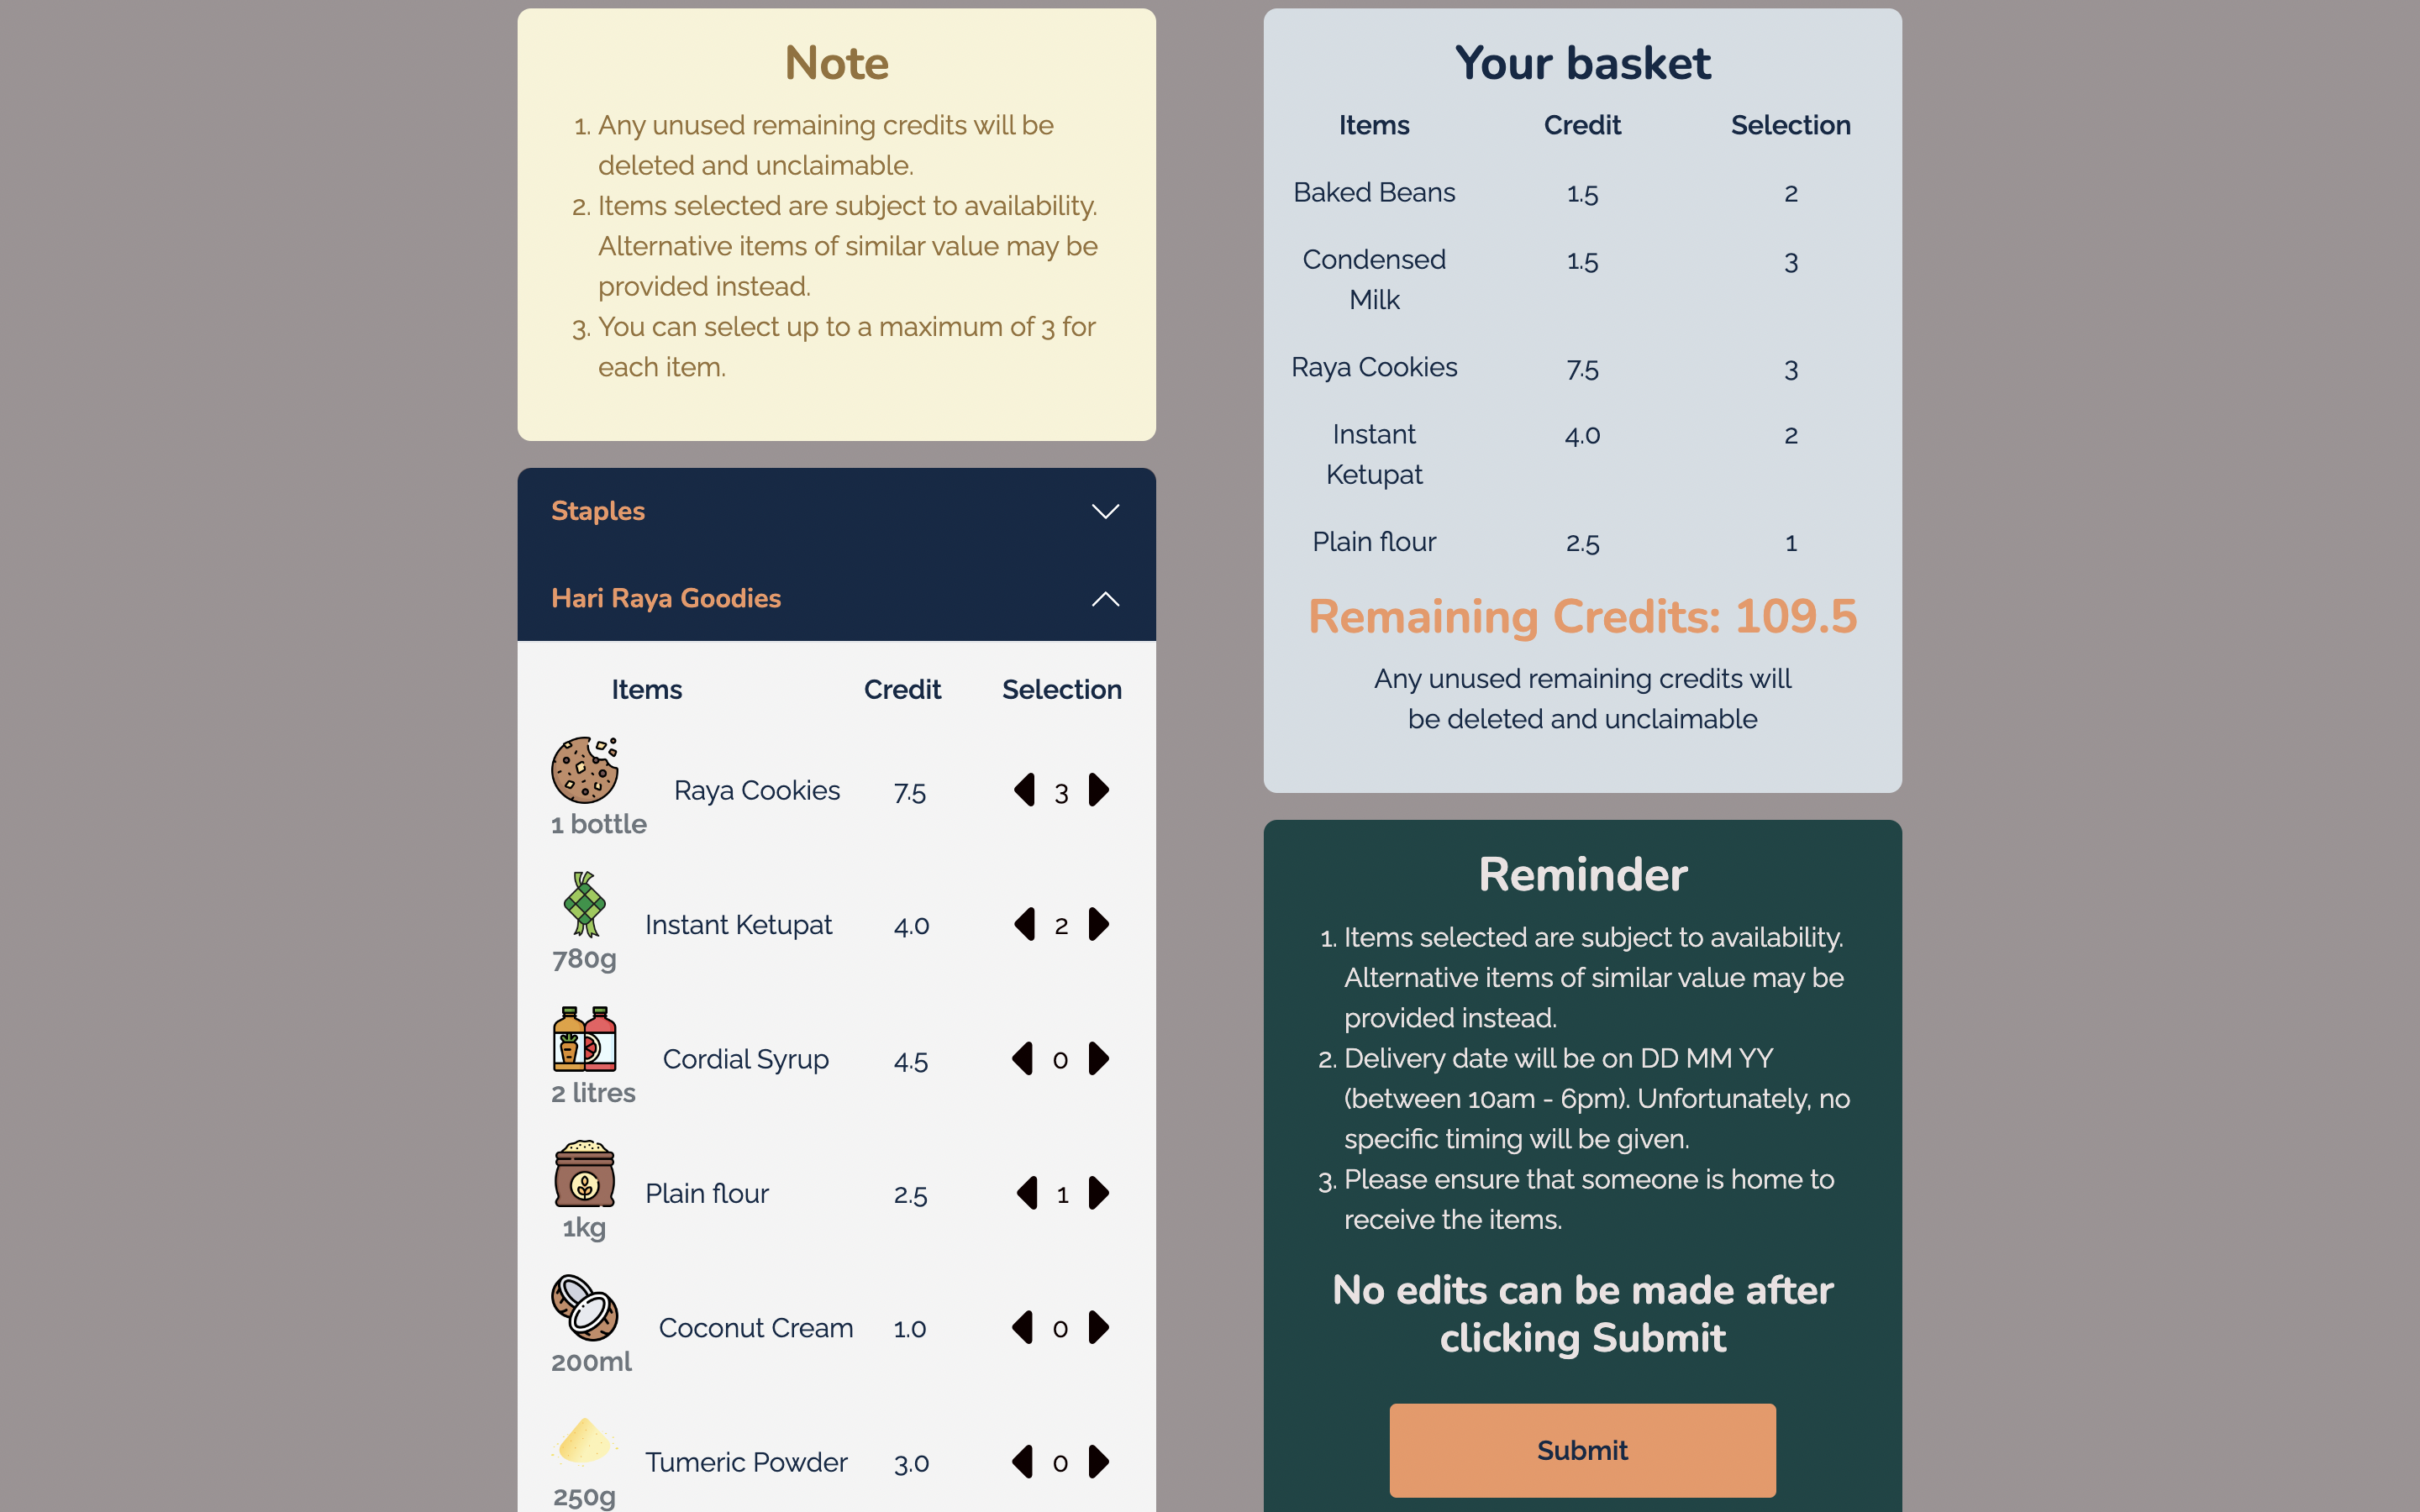 Note
1. Any unused remaining credits will be
deleted and unclaimable.
2. Items selected are subject to availability.
Alternative items of similar value may be
provided instead.
3. You can select up to a maximum of 3 for
each item.
Staples
Hari Raya Goodies
Items Credit Selection
Raya Cookies 7.5 3
1 bottle
Instant Ketupat 4.0 2
780g
Cordial Syrup 4.5 0
2 litres
Plain flour 2.5 1
1kg
Coconut Cream 1.0 0
200ml
Tumeric Powder 3.0 0
250g
Your basket
Items Credit Selection
Baked Beans 1.5 2
Condensed 1.5 3
Milk
Raya Cookies 7.5 3
Instant 4.0 2
Ketupat
Plain flour 2.5 1
Remaining Credits: 109.5
Any unused remaining credits will
be deleted and unclaimable
Reminder
1. Items selected are subject to availability.
Alternative items of similar value may be
provided instead.
2. Delivery date will be on DD MM YY
(between 10am - 6pm). Unfortunately, no
specific timing will be given.
3. Please ensure that someone is home to
receive the items.
No edits can be made after
clicking Submit
Submit